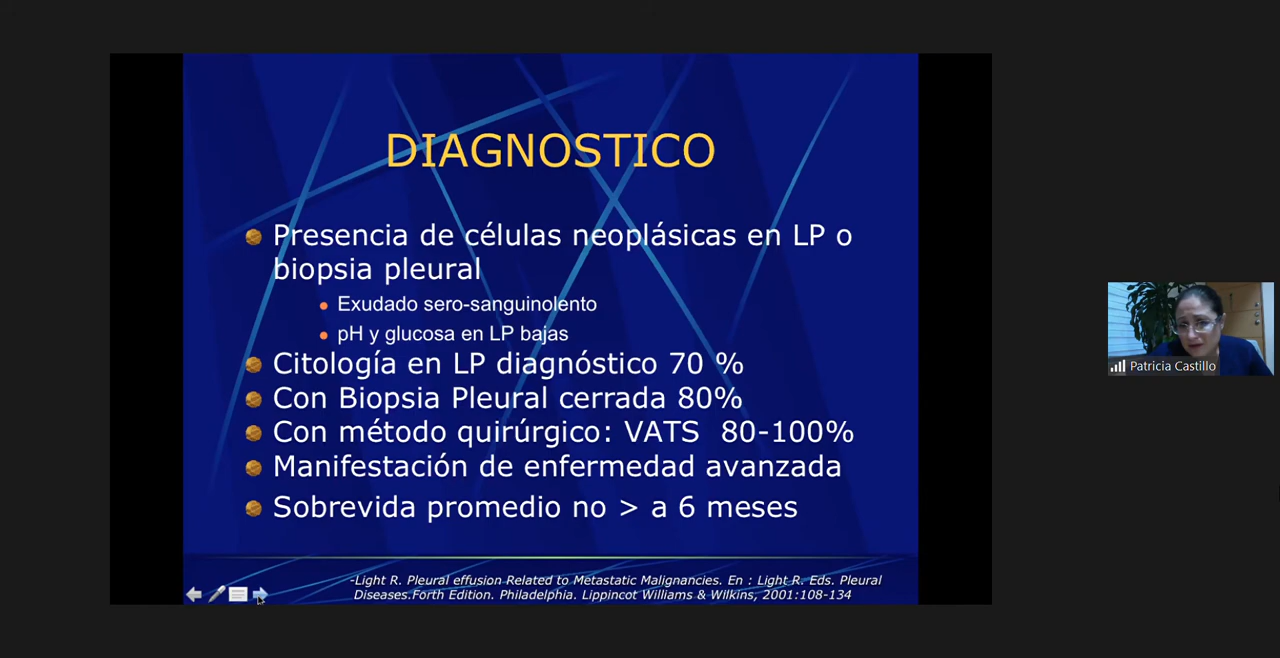 DIAGNOSTICO
Presencia de células neoplásicas en LP o
biopsia pleural
Exudado sero-sanguinolento
pH y glucosa en LP bajas
Citología en LP diagnóstico 70 %
Con Biopsia Pleural cerrada 80%
Con método quirúrgico: VATS 80-100%
Manifestación de enfermedad avanzada
Sobrevida promedio no > a 6 meses
-Light R. Pleural effusion Related to Metastatic Malignancies. En : Light R. Eds. Pleural
Diseases.Forth Edition. Philadelphia. Lippincot Williams & Wilkins, 2001:108-134
Patricia Castillo